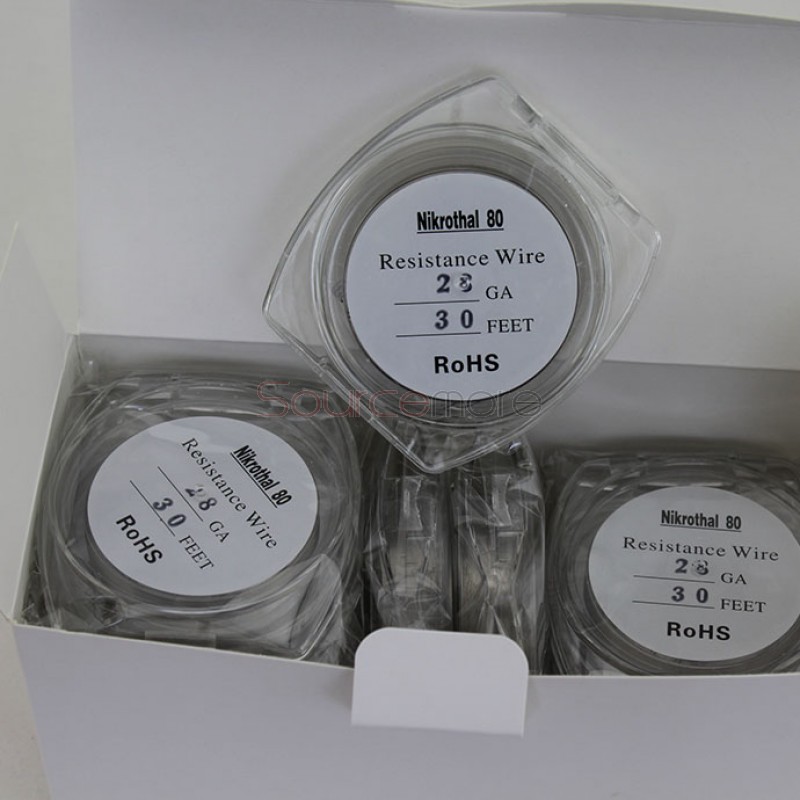 Nikrothal 80
Resistance Wire
28 GA
30 FEET
RoHS
Sourcemore
Nikrothal 80
Resistance Wire
28 GA
30 FEET
RoHS
Nikrothal 80
Resistance Wire
28 GA
30 FEET
RoHS